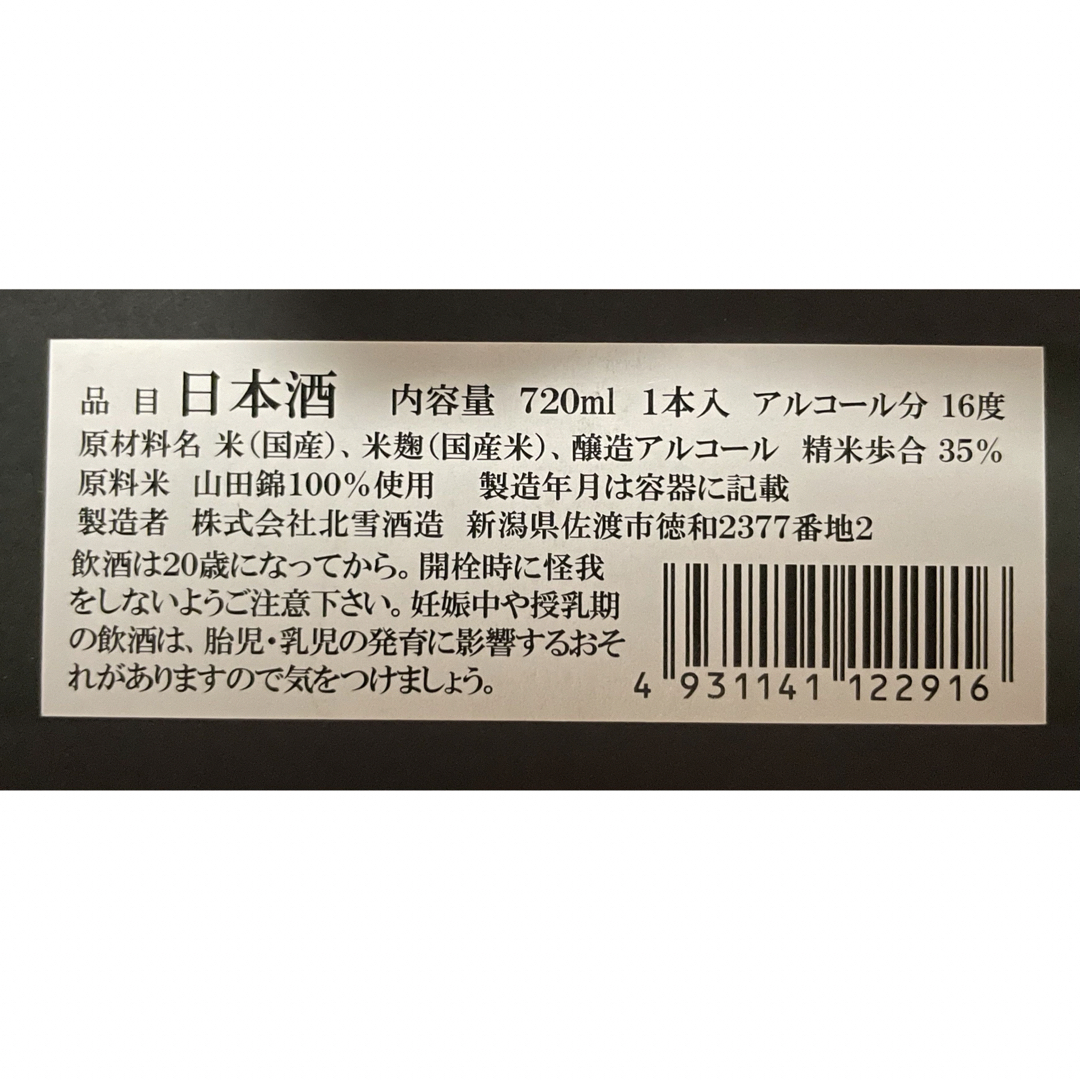 品 目 日本酒 内容量 720ml 1本入 アルコール分 16度
原材料名 米(国産)、米麹(国産米)、醸造アルコール 精米歩合 35%
原料米 山田錦100%使用 製造年月は容器に記載
製造者 株式会社北雪酒造 新潟県佐渡市徳和2377番地2
飲酒は20歳になってから。開栓時に怪我
をしないようご注意下さい。妊娠中や授乳期
の飲酒は、胎児・乳児の発育に影響するおそ
れがありますので気をつけましょう。
4 931141 122916